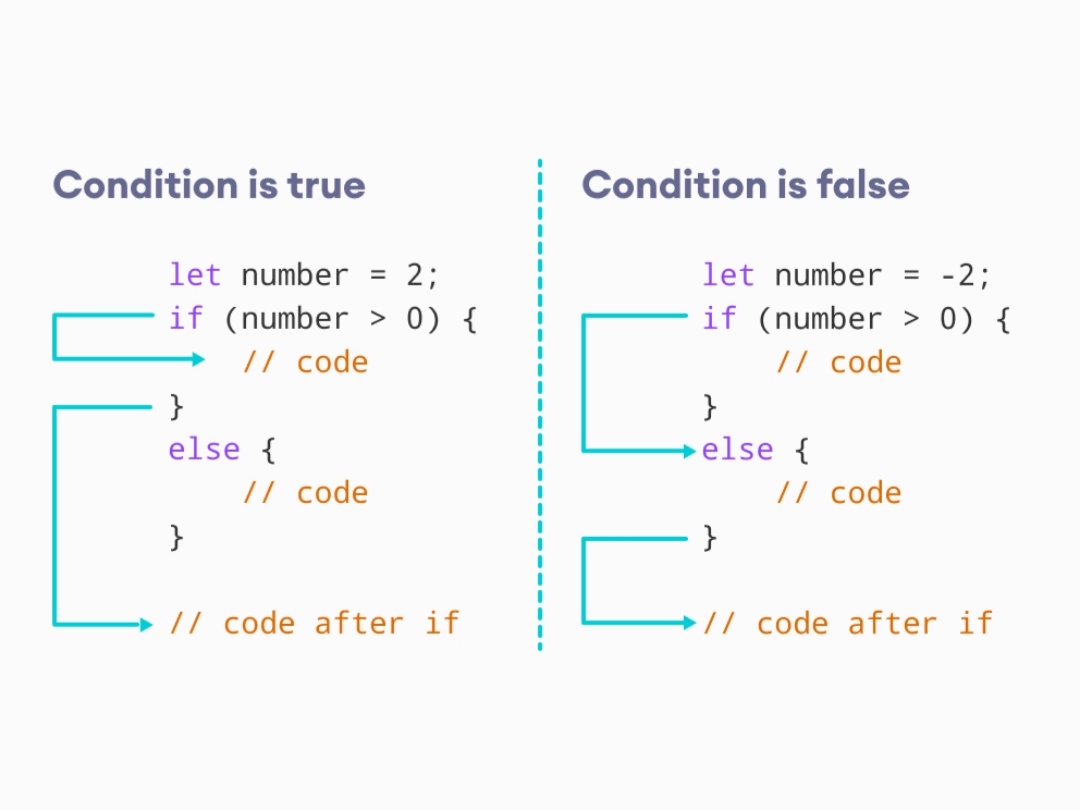 Condition is true
let number = 2;
if (number > 0) {
    // code
}
else {
    // code
}
// code after if
Condition is false
let number = -2;
if (number > 0) {
    // code
}
else {
    // code
}
// code after if